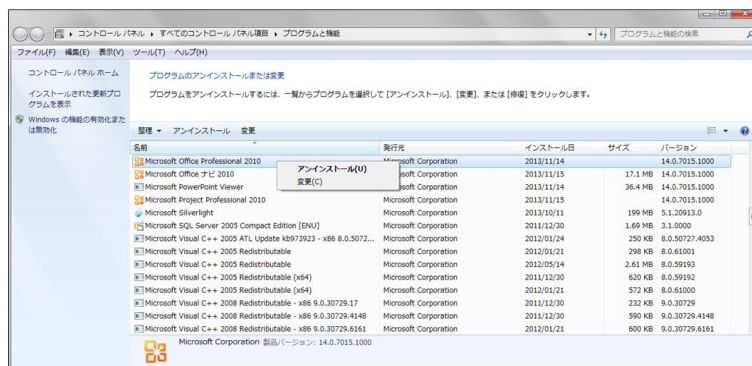 コントロール パネル ▸ すべてのコントロール パネル項目 ▸ プログラムと機能
プログラムと機能の検索
ファイル(F) 編集(E) 表示(V) ツール(T) ヘルプ(H)
コントロール パネル ホーム
インストールされた更新プロ
グラムを表示
Windows の機能の有効化また
は無効化
プログラムのアンインストールまたは変更
プログラムをアンインストールするには、一覧からプログラムを選択して [アンインストール]、[変更]、または [修復] をクリックします。
整理 アンインストール 変更
名前 発行元 インストール日 サイズ バージョン
Microsoft Office Professional 2010 Microsoft Corporation 2013/11/14 14.0.7015.1000
アンインストール(U)
変更(C)
Microsoft Office ナビ 2010 Microsoft Corporation 2013/11/15 17.1 MB 14.0.7015.1000
Microsoft PowerPoint Viewer Microsoft Corporation 2013/11/14 36.4 MB 14.0.7015.1000
Microsoft Project Professional 2010 Microsoft Corporation 2013/11/15 14.0.7015.1000
Microsoft Silverlight Microsoft Corporation 2013/10/11 199 MB 5.1.20913.0
Microsoft SQL Server 2005 Compact Edition [ENU] Microsoft Corporation 2011/12/30 1.69 MB 3.1.0000
Microsoft Visual C++ 2005 ATL Update kb973923 - x86 8.0.5072... Microsoft Corporation 2012/01/24 250 KB 8.0.50727.4053
Microsoft Visual C++ 2005 Redistributable Microsoft Corporation 2012/01/21 298 KB 8.0.61001
Microsoft Visual C++ 2005 Redistributable Microsoft Corporation 2012/05/14 2.61 MB 8.0.59193
Microsoft Visual C++ 2005 Redistributable (x64) Microsoft Corporation 2011/12/30 620 KB 8.0.59192
Microsoft Visual C++ 2005 Redistributable (x64) Microsoft Corporation 2012/01/21 572 KB 8.0.61000
Microsoft Visual C++ 2008 Redistributable - x86 9.0.30729.17 Microsoft Corporation 2011/12/30 232 KB 9.0.30729
Microsoft Visual C++ 2008 Redistributable - x86 9.0.30729.4148 Microsoft Corporation 2011/12/30 590 KB 9.0.30729.4148
Microsoft Visual C++ 2008 Redistributable - x86 9.0.30729.6161 Microsoft Corporation 2012/01/21 600 KB 9.0.30729.6161
Microsoft Corporation 製品バージョン: 14.0.7015.1000